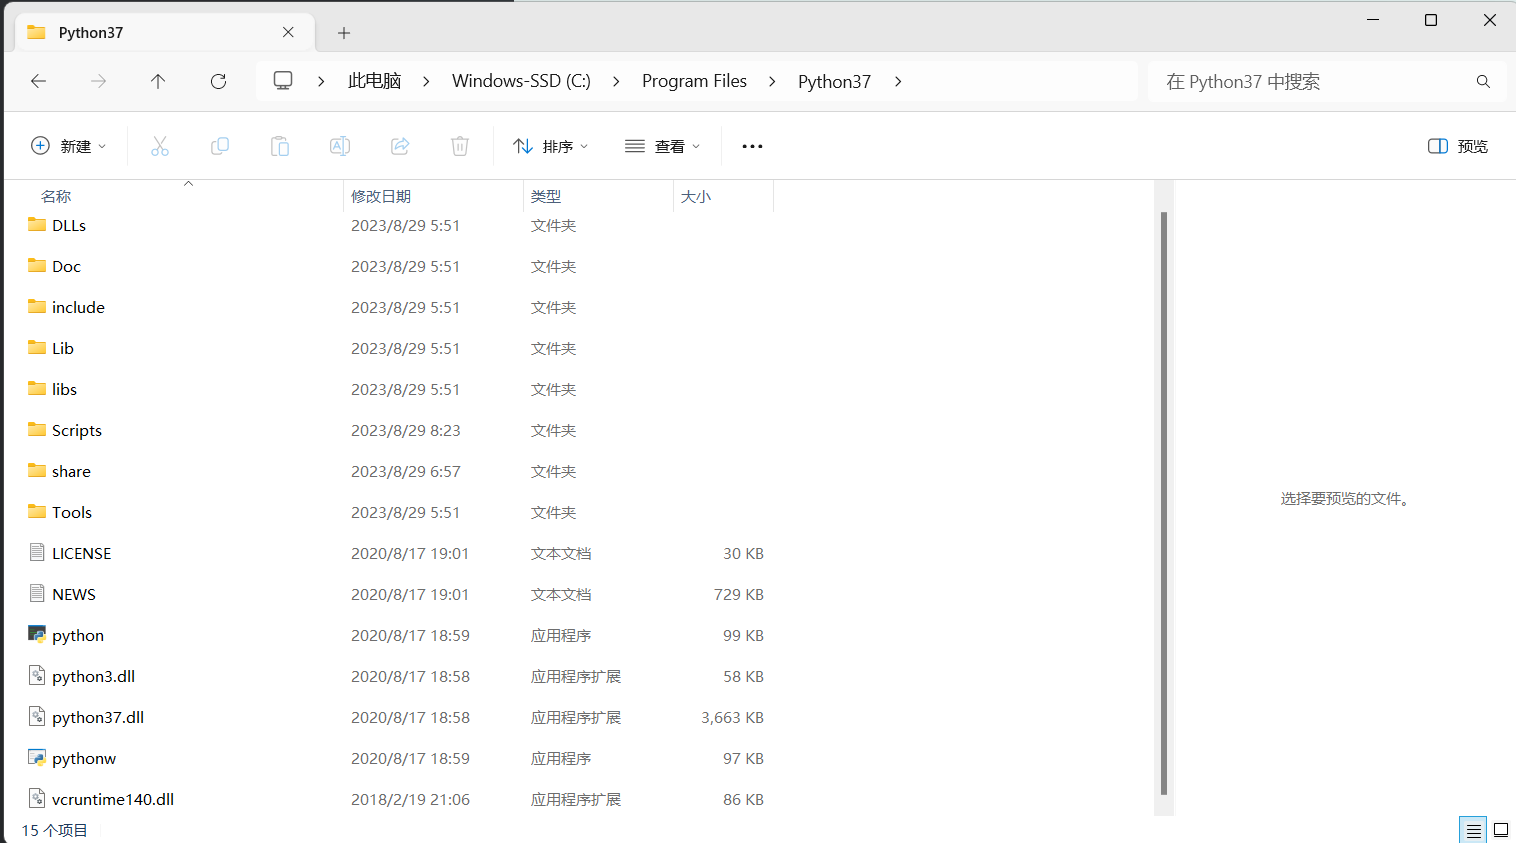 Python37
此电脑 Windows-SSD (C:) Program Files Python37 在 Python37 中搜索
新建 排序 查看 预览
名称 修改日期 类型 大小
DLLs 2023/8/29 5:51 文件夹
Doc 2023/8/29 5:51 文件夹
include 2023/8/29 5:51 文件夹
Lib 2023/8/29 5:51 文件夹
libs 2023/8/29 5:51 文件夹
Scripts 2023/8/29 8:23 文件夹
share 2023/8/29 6:57 文件夹
选择要预览的文件。
Tools 2023/8/29 5:51 文件夹
LICENSE 2020/8/17 19:01 文本文档 30 KB
NEWS 2020/8/17 19:01 文本文档 729 KB
python 2020/8/17 18:59 应用程序 99 KB
python3.dll 2020/8/17 18:58 应用程序扩展 58 KB
python37.dll 2020/8/17 18:58 应用程序扩展 3,663 KB
pythonw 2020/8/17 18:59 应用程序 97 KB
vcruntime140.dll 2018/2/19 21:06 应用程序扩展 86 KB
15 个项目